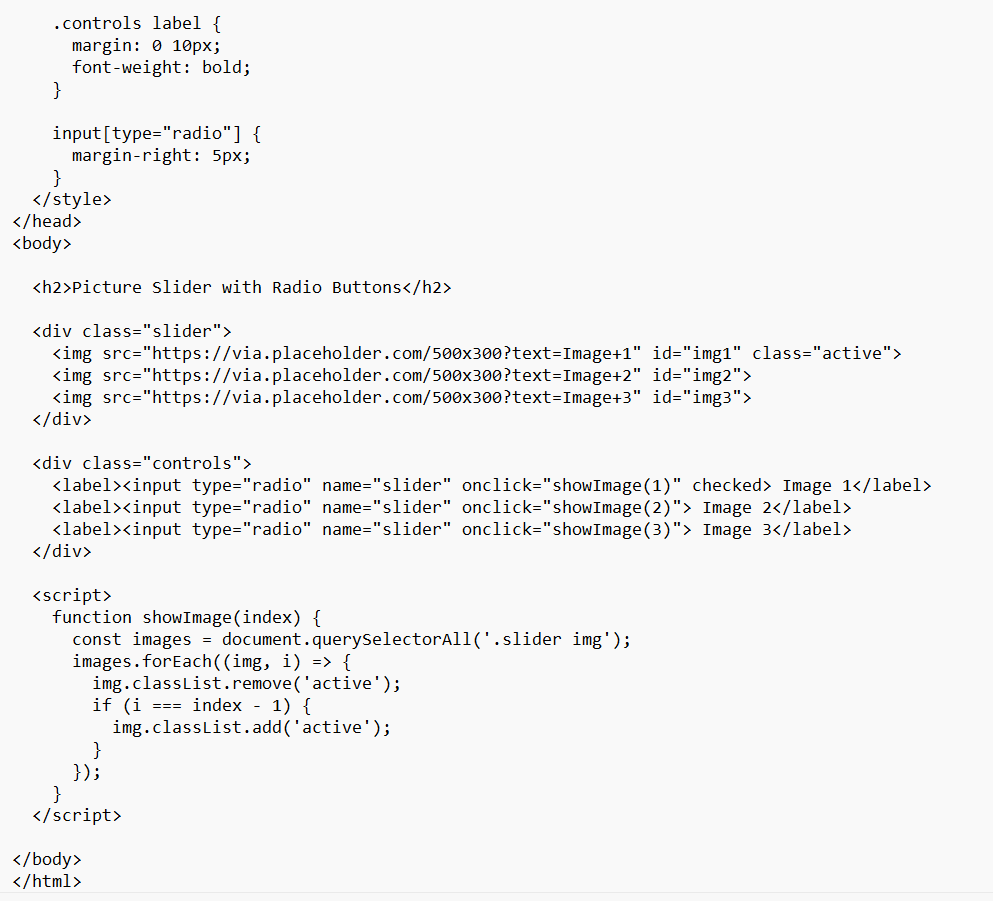 .controls label {
margin: 0 10px;
font-weight: bold;
}
input[type="radio"] {
margin-right: 5px;
}
</style>
</head>
<body>
<h2>Picture Slider with Radio Buttons</h2>
<div class="slider">
<img src="https://via.placeholder.com/500x300?text=Image+1" id="img1" class="active">
<img src="https://via.placeholder.com/500x300?text=Image+2" id="img2">
<img src="https://via.placeholder.com/500x300?text=Image+3" id="img3">
</div>
<div class="controls">
<label><input type="radio" name="slider" onclick="showImage(1)" checked> Image 1</label>
<label><input type="radio" name="slider" onclick="showImage(2)"> Image 2</label>
<label><input type="radio" name="slider" onclick="showImage(3)"> Image 3</label>
</div>
<script>
function showImage(index) {
const images = document.querySelectorAll('.slider img');
images.forEach((img, i) => {
img.classList.remove('active');
if (i === index - 1) {
img.classList.add('active');
}
});
}
</script>
</body>
</html>